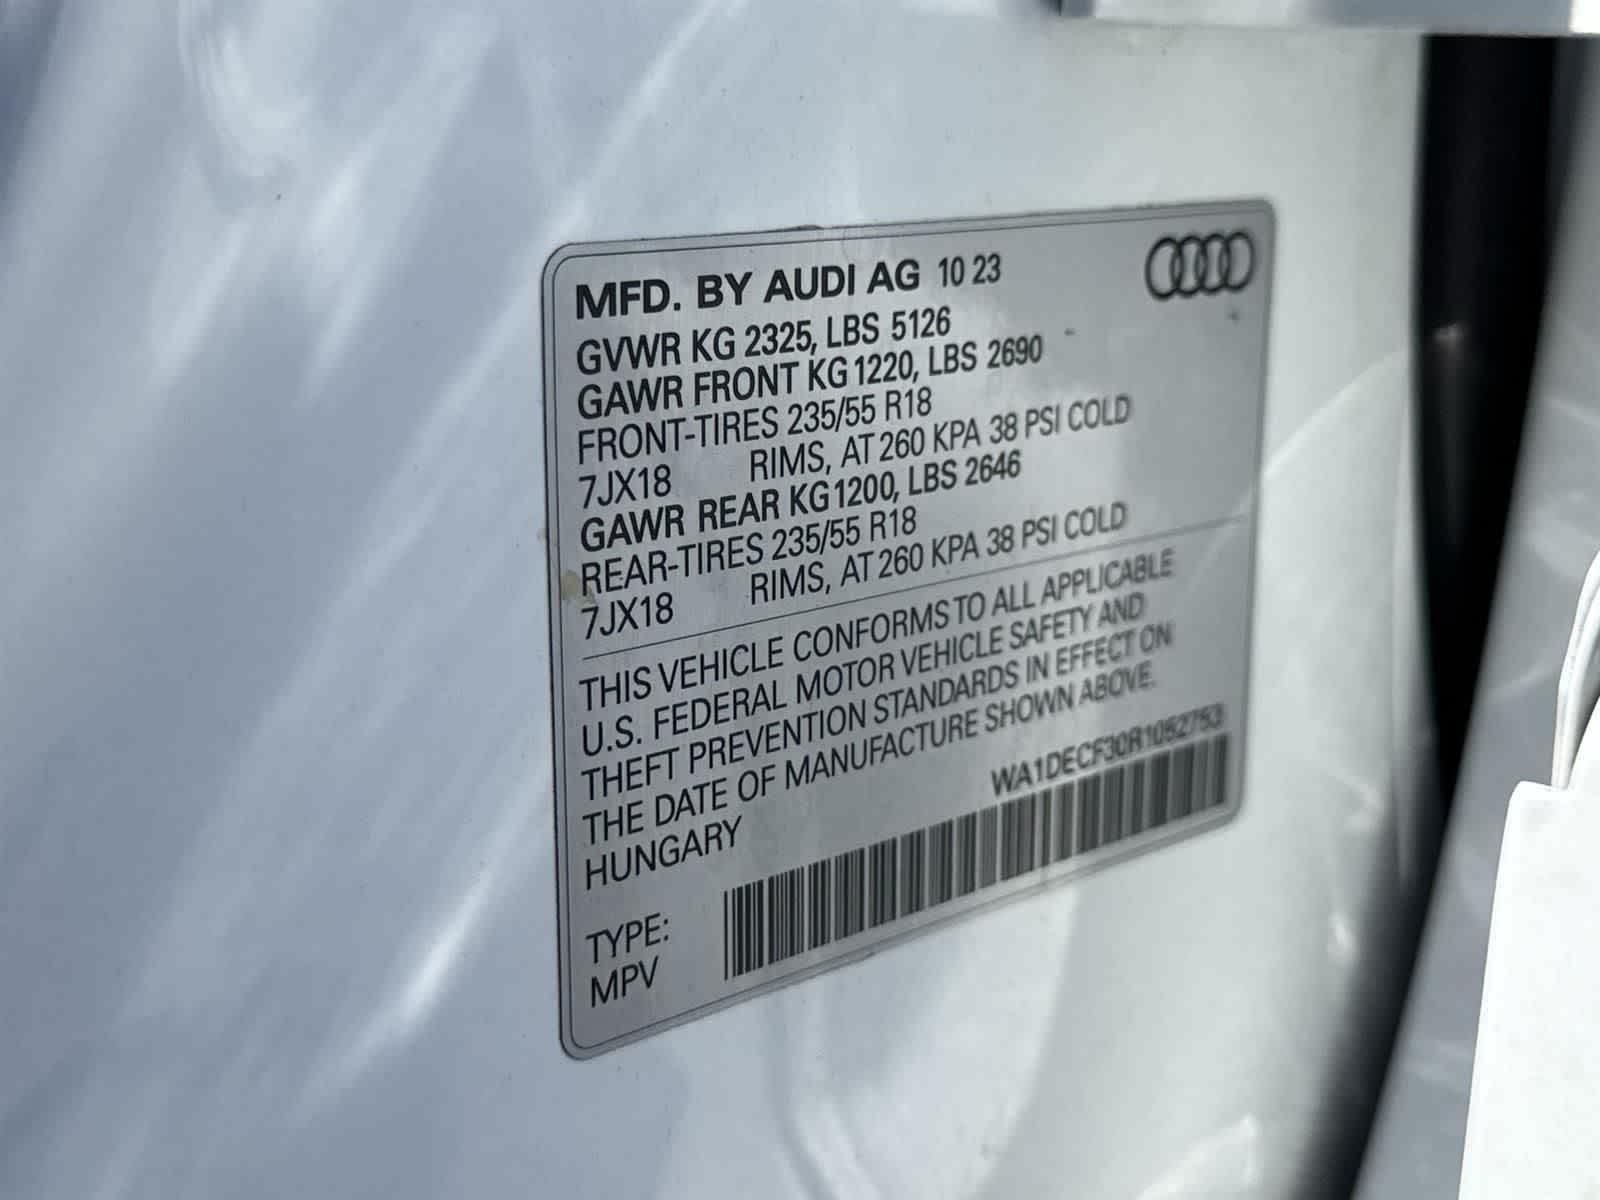 MFD. BY AUDI AG 10 23
GVWR KG 2325, LBS 5126
GAWR FRONT KG 1220, LBS 2690
FRONT-TIRES 235/55 R18
7JX18 RIMS, AT 260 KPA 38 PSI COLD
GAWR REAR KG 1200, LBS 2646
REAR-TIRES 235/55 R18
7JX18 RIMS, AT 260 KPA 38 PSI COLD
THIS VEHICLE CONFORMS TO ALL APPLICABLE
U.S. FEDERAL MOTOR VEHICLE SAFETY AND
THEFT PREVENTION STANDARDS IN EFFECT ON
THE DATE OF MANUFACTURE SHOWN ABOVE.
HUNGARY
WA1DECF30R1052753
TYPE:
MPV